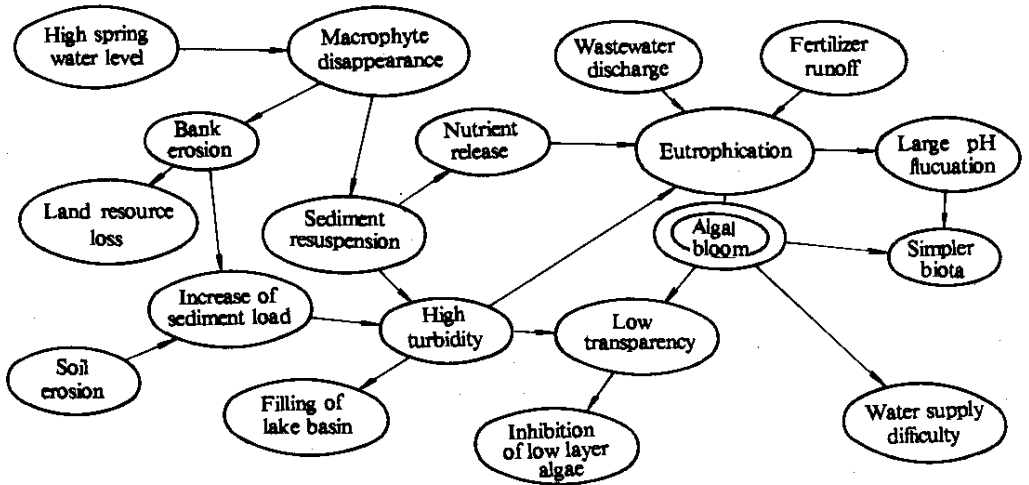 High spring
water level
Macrophyte
disappearance
Wastewater
discharge
Fertilizer
runoff
Bank
erosion
Nutrient
release
Eutrophication
Large pH
flucuation
Land resource
loss
Sediment
resuspension
Algal
bloom
Simpler
biota
Increase of
sediment load
High
turbidity
Low
transparency
Soil
erosion
Filling of
lake basin
Inhibition
of low layer
algae
Water supply
difficulty